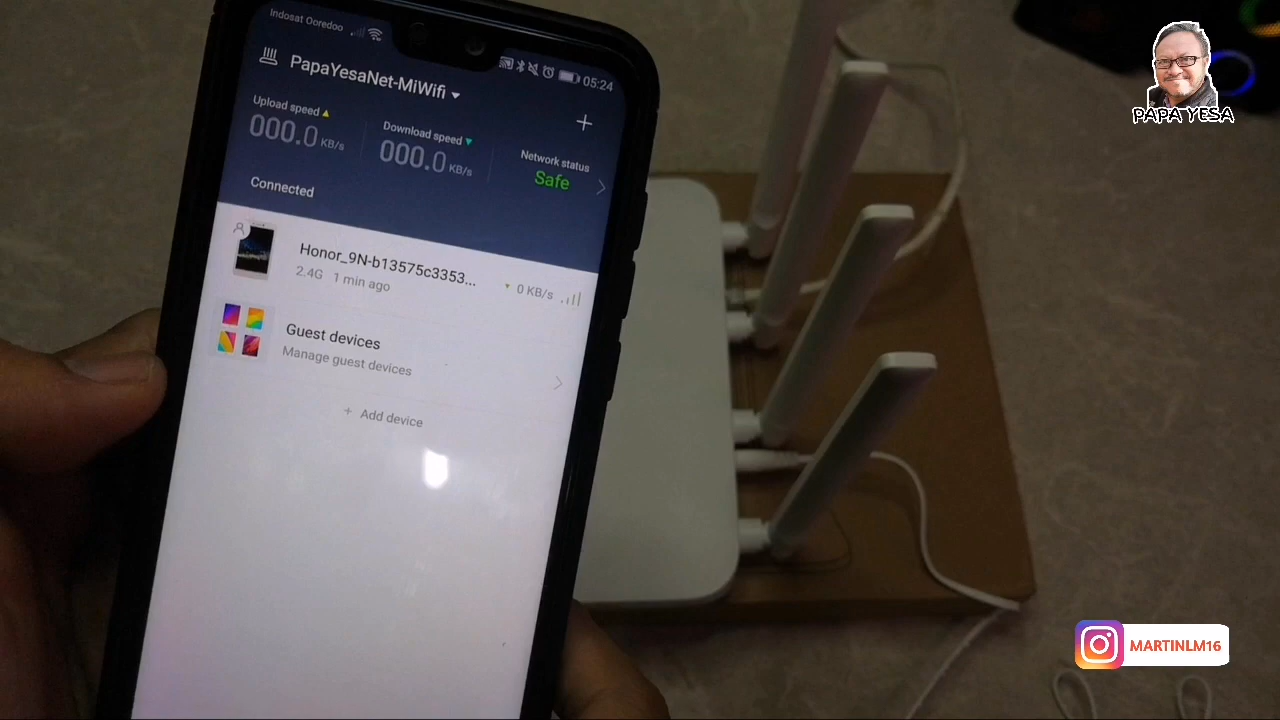 Indosat Ooredoo
05:24
PapaYesaNet-MiWifi
Upload speed
000.0 KB/s
Download speed
000.0 KB/s
Network status
Safe
Connected
Honor_9N-b13575c3353...
2.4G 1 min ago
0 KB/s
Guest devices
Manage guest devices
+ Add device
PAPA YESA
MARTINLM16